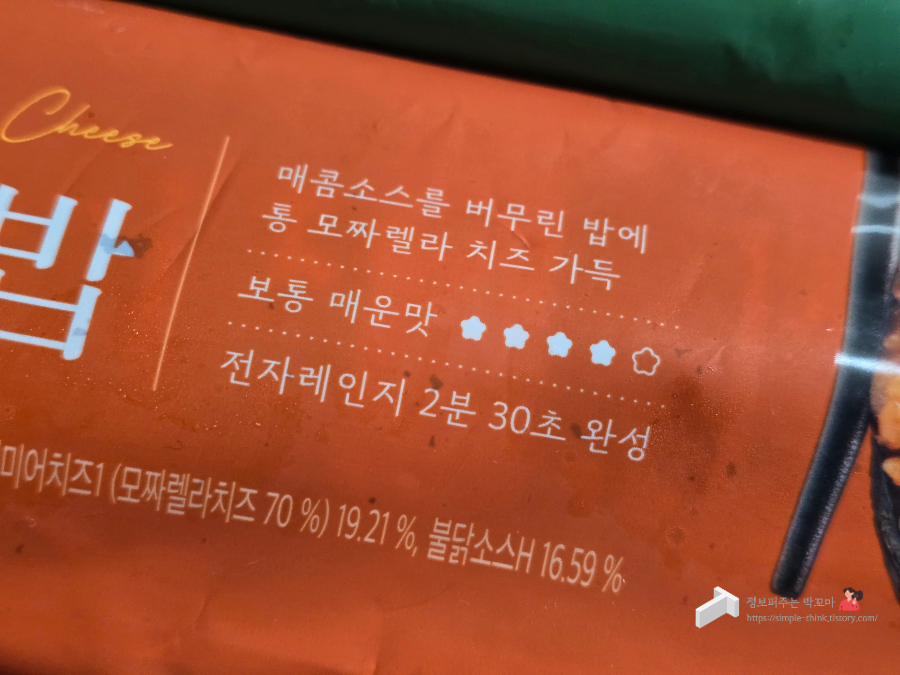 Cheese
밥
매콤소스를 버무린 밥에
통 모짜렐라 치즈 가득
보통 매운맛
전자레인지 2분 30초 완성
미어치즈1 (모짜렐라치즈 70 %) 19.21 %, 불닭소스H 16.59 %
정보퍼주는 박꼬마
https://simple-think.tistory.com/